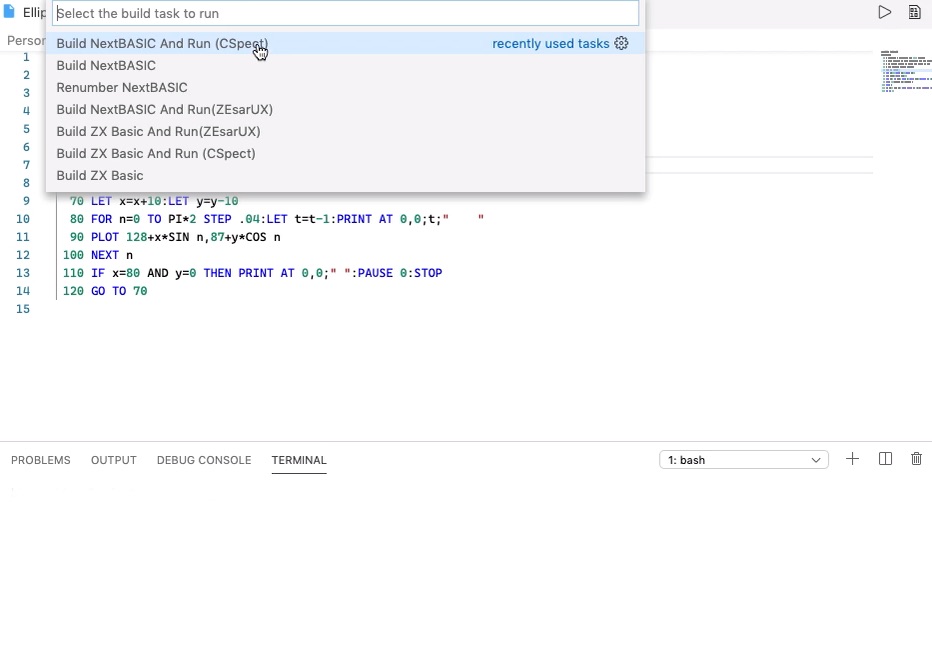 Ellip
Select the build task to run
Person
Build NextBASIC And Run (CSpect) recently used tasks
Build NextBASIC
Renumber NextBASIC
Build NextBASIC And Run(ZEsarUX)
Build ZX Basic And Run(ZEsarUX)
Build ZX Basic And Run (CSpect)
Build ZX Basic
1
2
3
4
5
6
7
8
9 70 LET x=x+10:LET y=y-10
10 80 FOR n=0 TO PI*2 STEP .04:LET t=t-1:PRINT AT 0,0;t;"    "
11 90 PLOT 128+x*SIN n,87+y*COS n
12 100 NEXT n
13 110 IF x=80 AND y=0 THEN PRINT AT 0,0;" ":PAUSE 0:STOP
14 120 GO TO 70
15
PROBLEMS OUTPUT DEBUG CONSOLE TERMINAL 1: bash